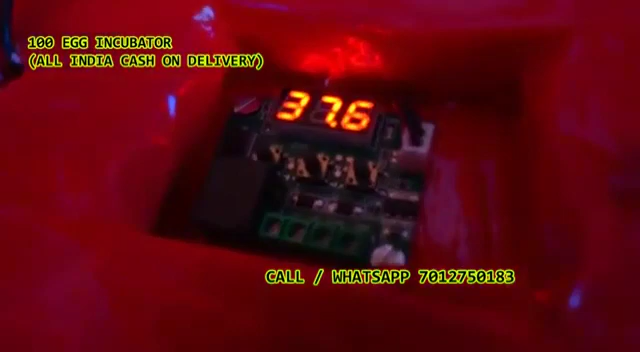 100 EGG INCUBATOR
(ALL INDIA CASH ON DELIVERY)
37.6
CALL / WHATSAPP 7012750183